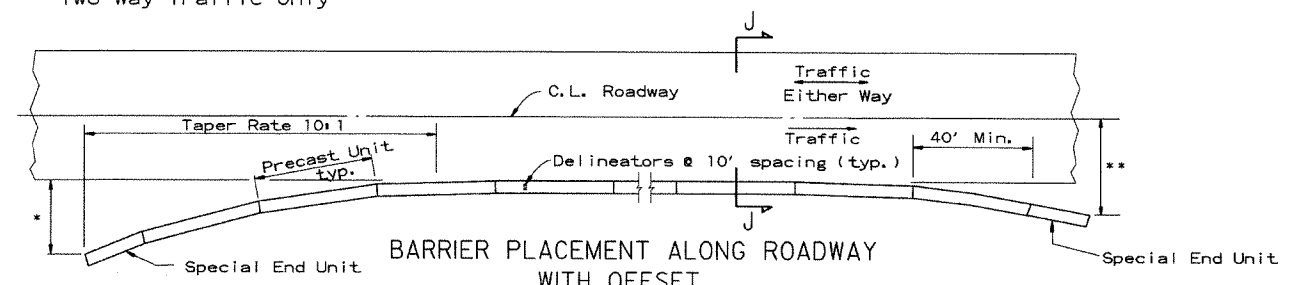 Two Way Traffic Only
J
Traffic
Either Way
C.L. Roadway
Taper Rate 10:1
Traffic
40' Min.
Precast Unit
typ.
Delineators @ 10' spacing (typ.)
*
**
J
BARRIER PLACEMENT ALONG ROADWAY
WITH OFFSET
Special End Unit
Special End Unit